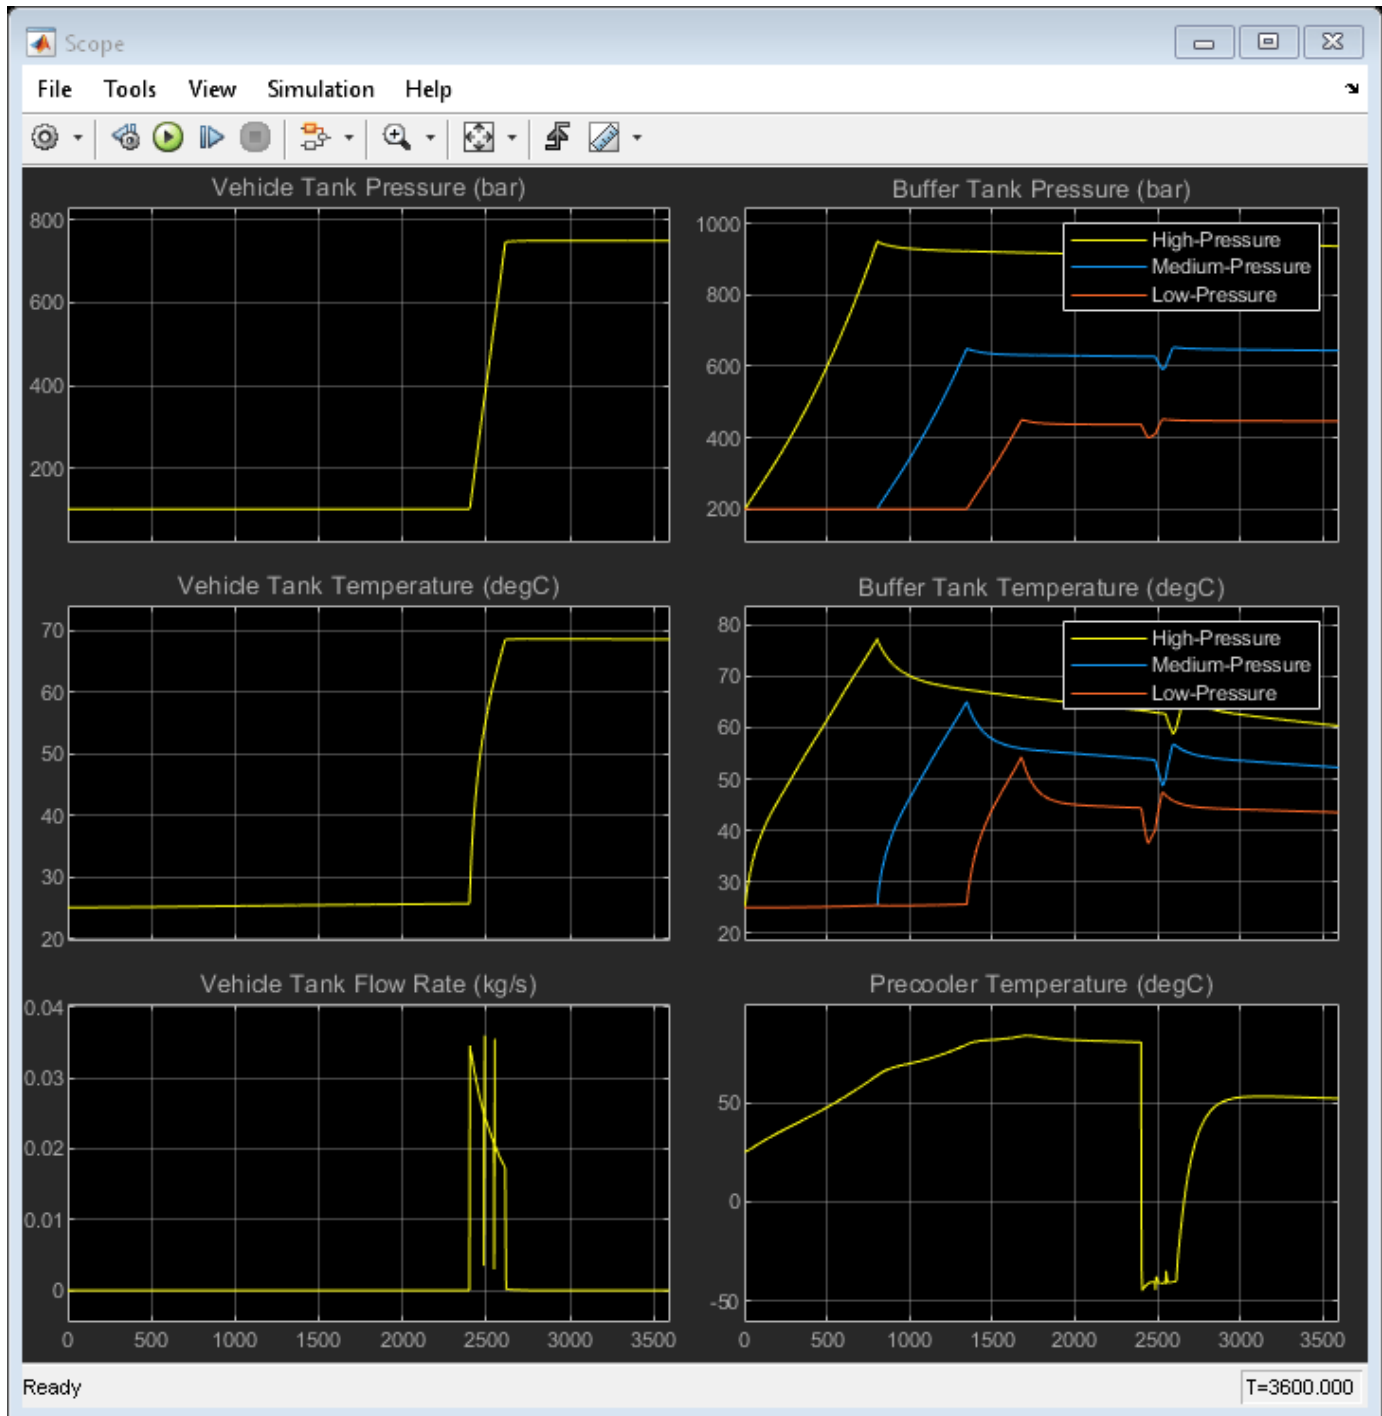 Scope
File Tools View Simulation Help
Vehicle Tank Pressure (bar)
800
600
400
200
Buffer Tank Pressure (bar)
1000
800
600
400
200
High-Pressure
Medium-Pressure
Low-Pressure
Vehicle Tank Temperature (degC)
70
60
50
40
30
20
Buffer Tank Temperature (degC)
80
70
60
50
40
30
20
High-Pressure
Medium-Pressure
Low-Pressure
Vehicle Tank Flow Rate (kg/s)
0.04
0.03
0.02
0.01
0
0 500 1000 1500 2000 2500 3000 3500
Precooler Temperature (degC)
50
0
-50
0 500 1000 1500 2000 2500 3000 3500
Ready
T=3600.000